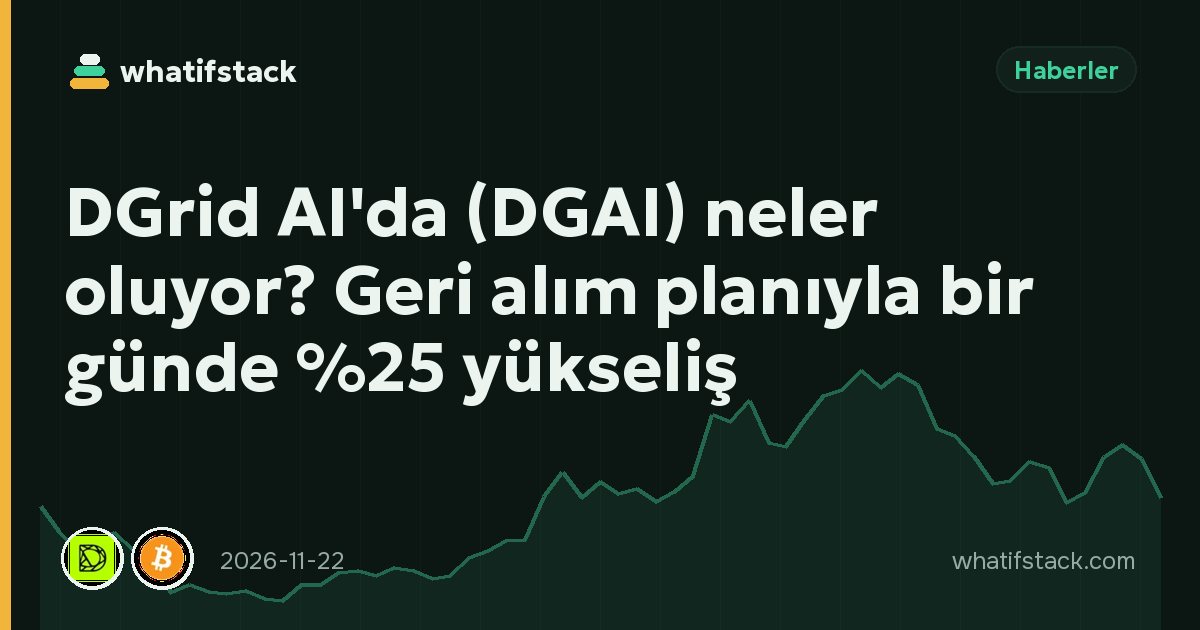 whatifstack
Haberler
DGrid AI'da (DGAI) neler
oluyor? Geri alım planıyla bir
günde %25 yükseliş
2026-11-22
whatifstack.com